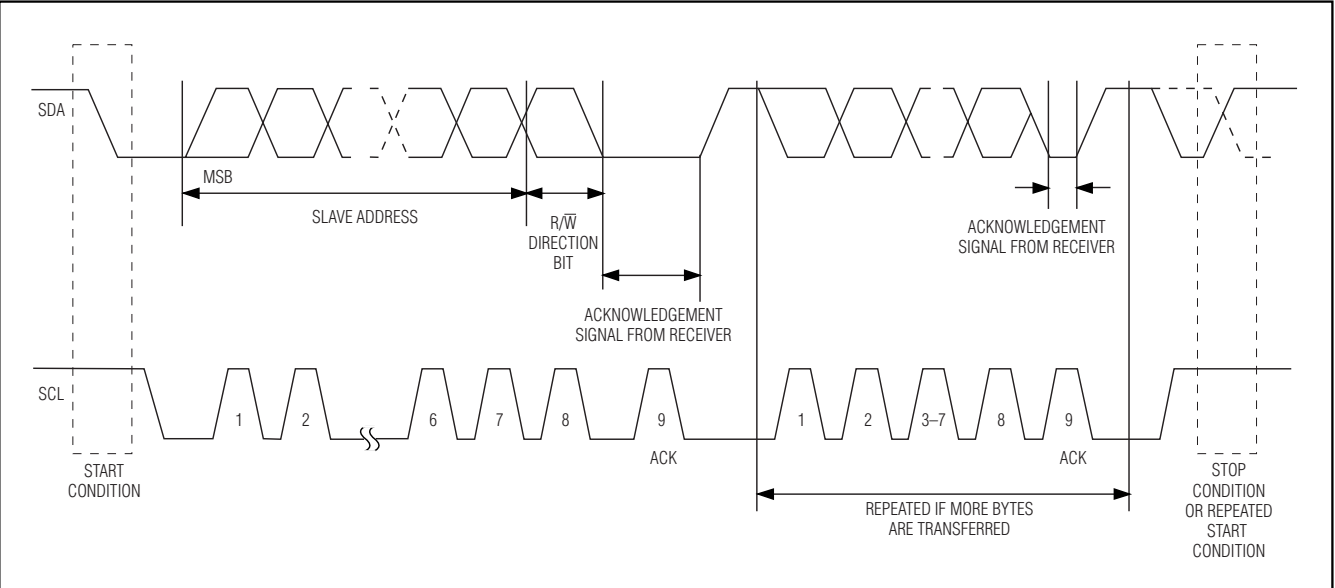 SDA
MSB
SLAVE ADDRESS
R/W̅
DIRECTION
BIT
ACKNOWLEDGEMENT
SIGNAL FROM RECEIVER
ACKNOWLEDGEMENT
SIGNAL FROM RECEIVER
SCL
1 2 6 7 8 9 1 2 3–7 8 9
ACK ACK
START
CONDITION
REPEATED IF MORE BYTES
ARE TRANSFERRED
STOP
CONDITION
OR REPEATED
START
CONDITION